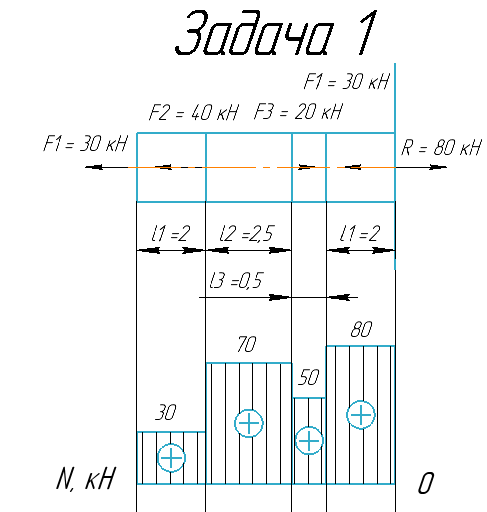 Задача 1
F1 = 30 кН
F2 = 40 кН F3 = 20 кН
F1 = 30 кН
R = 80 кН
l1 =2 l2 =2,5 l1 =2
l3 =0,5
80
70
50
30
N, кН
0